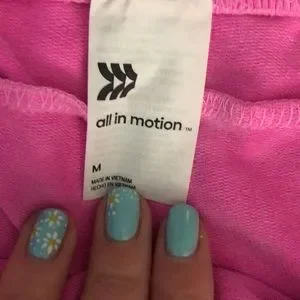 all in motion ™
M
MADE IN VIETNAM
HECHO EN VIETNAM